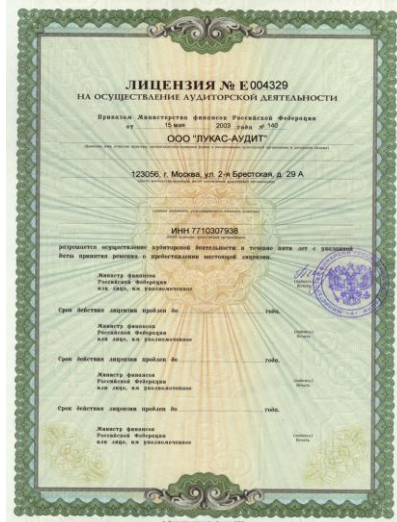 ЛИЦЕНЗИЯ № Е 004329
НА ОСУЩЕСТВЛЕНИЕ АУДИТОРСКОЙ ДЕЯТЕЛЬНОСТИ
Приказом Министерства финансов Российской Федерации
от 15 мая 2003 года № 140
ООО "ЛУКАС-АУДИТ"
123056, г. Москва, ул. 2-я Брестская, д. 29 А
ИНН 7710307938
разрешается осуществление аудиторской деятельности в течение пяти лет с указанной
даты принятия решения о предоставлении настоящей лицензии.
Министр финансов
Российской Федерации
или лицо, им уполномоченное
Срок действия лицензии продлен до года.
Министр финансов
Российской Федерации
или лицо, им уполномоченное
Срок действия лицензии продлен до года.
Министр финансов
Российской Федерации
или лицо, им уполномоченное
Срок действия лицензии продлен до года.
Министр финансов
Российской Федерации
или лицо, им уполномоченное